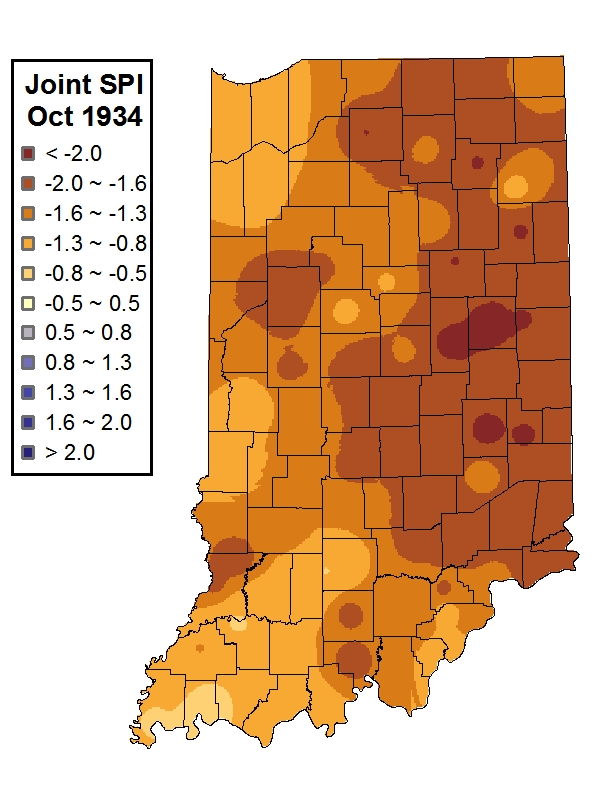 Joint SPI
Oct 1934
< -2.0
-2.0 ~ -1.6
-1.6 ~ -1.3
-1.3 ~ -0.8
-0.8 ~ -0.5
-0.5 ~ 0.5
0.5 ~ 0.8
0.8 ~ 1.3
1.3 ~ 1.6
1.6 ~ 2.0
> 2.0